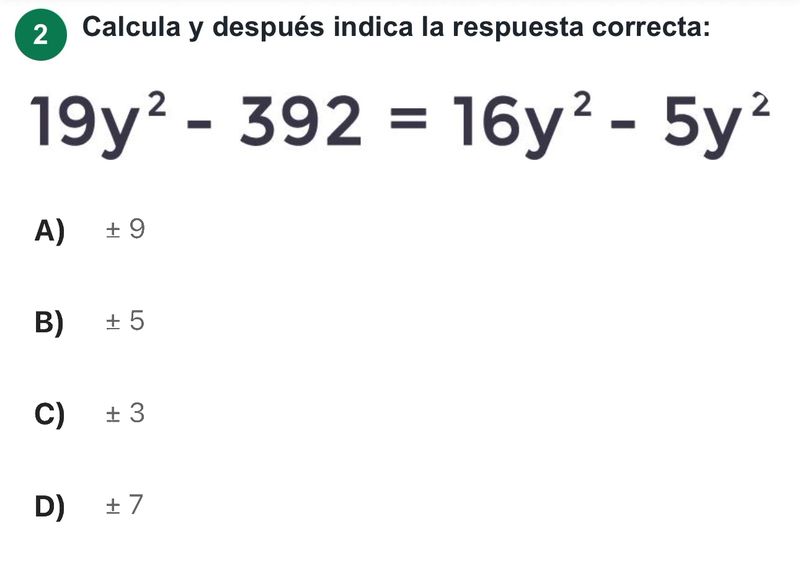 2 Calcula y después indica la respuesta correcta:
19y² - 392 = 16y² - 5y²
A) ± 9
B) ± 5
C) ± 3
D) ± 7